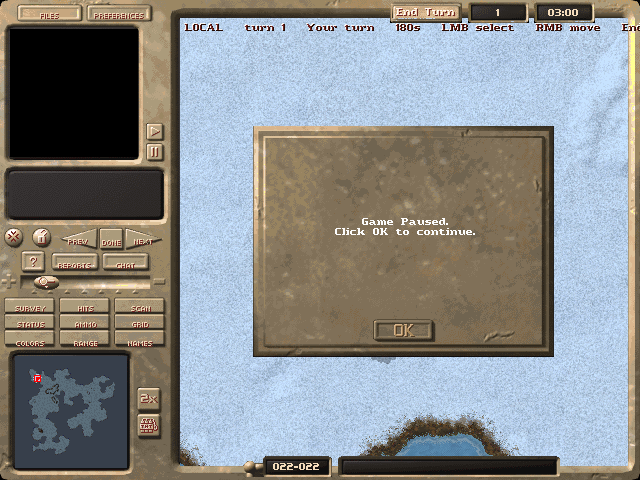 FILES PREFERENCES End Turn 1 03:00
LOCAL turn 1 Your turn 180s LMB select RMB move En
Game Paused.
Click OK to continue.
OK
PREV DONE NEXT
? REPORTS CHAT
SURVEY HITS SCAN
STATUS AMMO GRID
COLORS RANGE NAMES
2x
022-022